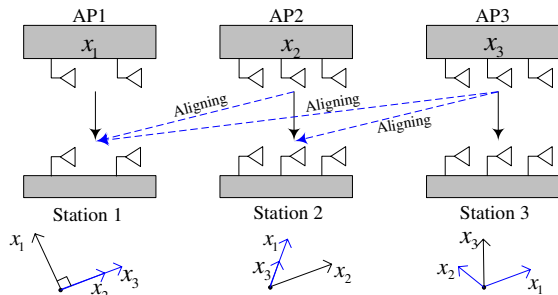 AP1 AP2 AP3
x1 x2 x3
Aligning Aligning
Aligning
Station 1 Station 2 Station 3
x1 x3
x1 x3 x2
x3 x2 x1